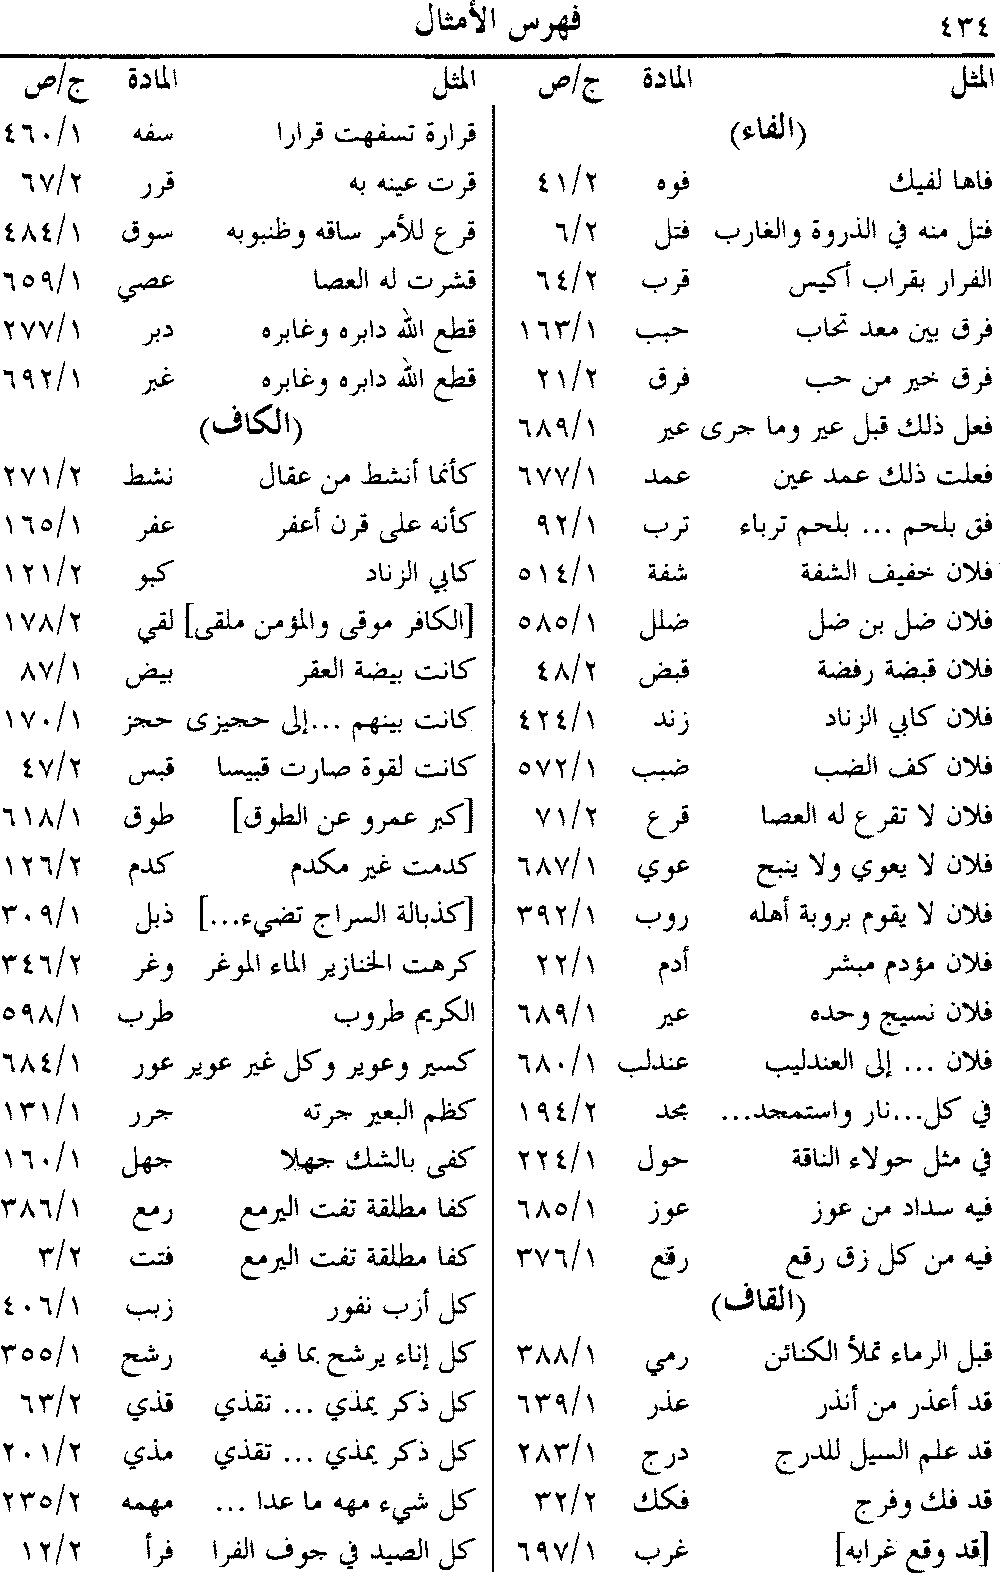 ٤٣٤ فهرس الأمثال
المثل المادة ج/ص
(الفاء)
فاها لفيك فوه ٤١/٢
فتل منه في الذروة والغارب فتل ٦/٢
الفرار بقراب أكيس قرب ٦٤/٢
فرق بين معد تحاب حبب ١٦٣/١
فرق خير من حب فرق ٢١/٢
فعل ذلك قبل عير وما جرى عير ٦٨٩/١
فعلت ذلك عمد عين عمد ٦٧٧/١
فق بلحم ... بلحم ترباء ترب ٩٢/١
فلان خفيف الشفة شفة ٥١٤/١
فلان ضل بن ضل ضلل ٥٨٥/١
فلان قبضة رفضة قبض ٤٨/٢
فلان كابي الزناد زند ٤٢٤/١
فلان كف الضب ضبب ٥٧٢/١
فلان لا تقرع له العصا قرع ٧١/٢
فلان لا يعوي ولا ينبح عوي ٦٨٧/١
فلان لا يقوم بروبة أهله روب ٣٩٢/١
فلان مؤدم مبشر أدم ٢٢/١
فلان نسيج وحده عير ٦٨٩/١
فلان ... إلى العندليب عندلب ٦٨٠/١
في كل...نار واستمجد... مجد ١٩٤/٢
في مثل حولاء الناقة حول ٢٢٤/١
فيه سداد من عوز عوز ٦٨٥/١
فيه من كل زق رقع رقع ٣٧٦/١
(القاف)
قبل الرماء تملأ الكنائن رمي ٣٨٨/١
قد أعذر من أنذر عذر ٦٣٩/١
قد علم السيل للدرج درج ٢٨٣/١
قد فك وفرج فكك ٣٢/٢
[قد وقع غرابه] غرب ٦٩٧/١
المثل المادة ج/ص
قرارة تسفهت قرارا سفه ٤٦٠/١
قرت عينه به قرر ٦٧/٢
قرع للأمر ساقه وظنبوبه سوق ٤٨٤/١
قشرت له العصا عصي ٦٥٩/١
قطع الله دابره وغابره دبر ٢٧٧/١
قطع الله دابره وغابره غبر ٦٩٢/١
(الكاف)
كأنما أنشط من عقال نشط ٢٧١/٢
كأنه على قرن أعفر عفر ١٦٥/١
كابي الزناد كبو ١٢١/٢
[الكافر موقى والمؤمن ملقى] لقي ١٧٨/٢
كانت بيضة العقر بيض ٨٧/١
كانت بينهم ...إلى حجيزى حجز ١٧٠/١
كانت لقوة صارت قبيسا قبس ٤٧/٢
[كبر عمرو عن الطوق] طوق ٦١٨/١
كدمت غير مكدم كدم ١٢٦/٢
[كذبالة السراج تضيء...] ذبل ٣٠٩/١
كرهت الخنازير الماء الموغر وغر ٣٤٦/٢
الكريم طروب طرب ٥٩٨/١
كسير وعوير وكل غير عوير عور ٦٨٤/١
كظم البعير جرته جرر ١٣١/١
كفى بالشك جهلا جهل ١٦٠/١
كفا مطلقة تفت اليرمع رمع ٣٨٦/١
كفا مطلقة تفت اليرمع فتت ٣/٢
كل أزب نفور زبب ٤٠٦/١
كل إناء يرشح بما فيه رشح ٣٥٥/١
كل ذكر يمذي ... تقذي قذي ٦٣/٢
كل ذكر يمذي ... تقذي مذي ٢٠١/٢
كل شيء مهه ما عدا ... مهمه ٢٣٥/٢
كل الصيد في جوف الفرا فرأ ١٢/٢